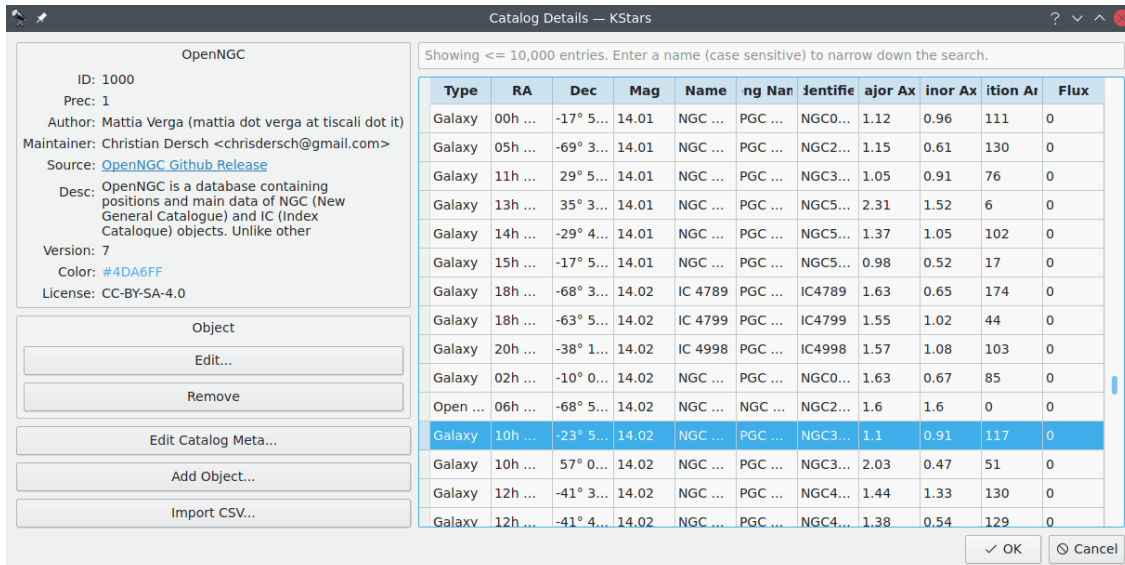 Catalog Details — KStars
OpenNGC
ID: 1000
Prec: 1
Author: Mattia Verga (mattia dot verga at tiscali dot it)
Maintainer: Christian Dersch <chrisdersch@gmail.com>
Source: OpenNGC Github Release
Desc: OpenNGC is a database containing
positions and main data of NGC (New
General Catalogue) and IC (Index
Catalogue) objects. Unlike other
Version: 7
Color: #4DA6FF
License: CC-BY-SA-4.0
Object
Edit...
Remove
Edit Catalog Meta...
Add Object...
Import CSV...
Showing <= 10,000 entries. Enter a name (case sensitive) to narrow down the search.
Type RA Dec Mag Name ng Nan dentifie ajor Ax inor Ax ition Ar Flux
Galaxy 00h ... -17° 5... 14.01 NGC ... PGC ... NGC0... 1.12 0.96 111 0
Galaxy 05h ... -69° 3... 14.01 NGC ... PGC ... NGC2... 1.15 0.61 130 0
Galaxy 11h ... 29° 5... 14.01 NGC ... PGC ... NGC3... 1.05 0.91 76 0
Galaxy 13h ... 35° 3... 14.01 NGC ... PGC ... NGC5... 2.31 1.52 6 0
Galaxy 14h ... -29° 4... 14.01 NGC ... PGC ... NGC5... 1.37 1.05 102 0
Galaxy 15h ... -17° 5... 14.01 NGC ... PGC ... NGC5... 0.98 0.52 17 0
Galaxy 18h ... -68° 3... 14.02 IC 4789 PGC ... IC4789 1.63 0.65 174 0
Galaxy 18h ... -63° 5... 14.02 IC 4799 PGC ... IC4799 1.55 1.02 44 0
Galaxy 20h ... -38° 1... 14.02 IC 4998 PGC ... IC4998 1.57 1.08 103 0
Galaxy 02h ... -10° 0... 14.02 NGC ... PGC ... NGC0... 1.63 0.67 85 0
Open ... 06h ... -68° 5... 14.02 NGC ... NGC ... NGC2... 1.6 1.6 0 0
Galaxy 10h ... -23° 5... 14.02 NGC ... PGC ... NGC3... 1.1 0.91 117 0
Galaxy 10h ... 57° 0... 14.02 NGC ... PGC ... NGC3... 2.03 0.47 51 0
Galaxy 12h ... -41° 3... 14.02 NGC ... PGC ... NGC4... 1.44 1.33 130 0
Galaxy 12h ... -41° 4... 14.02 NGC ... PGC ... NGC4... 1.38 0.54 129 0
OK Cancel